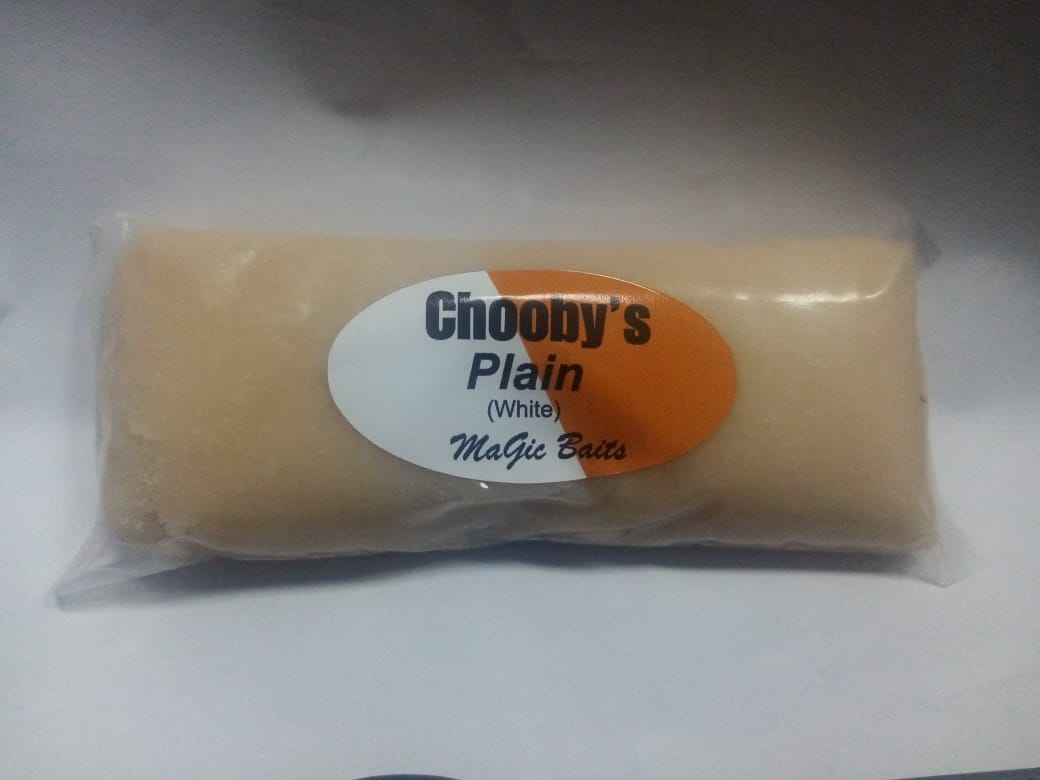 Chooby's
Plain
(White)
MaGic Baits